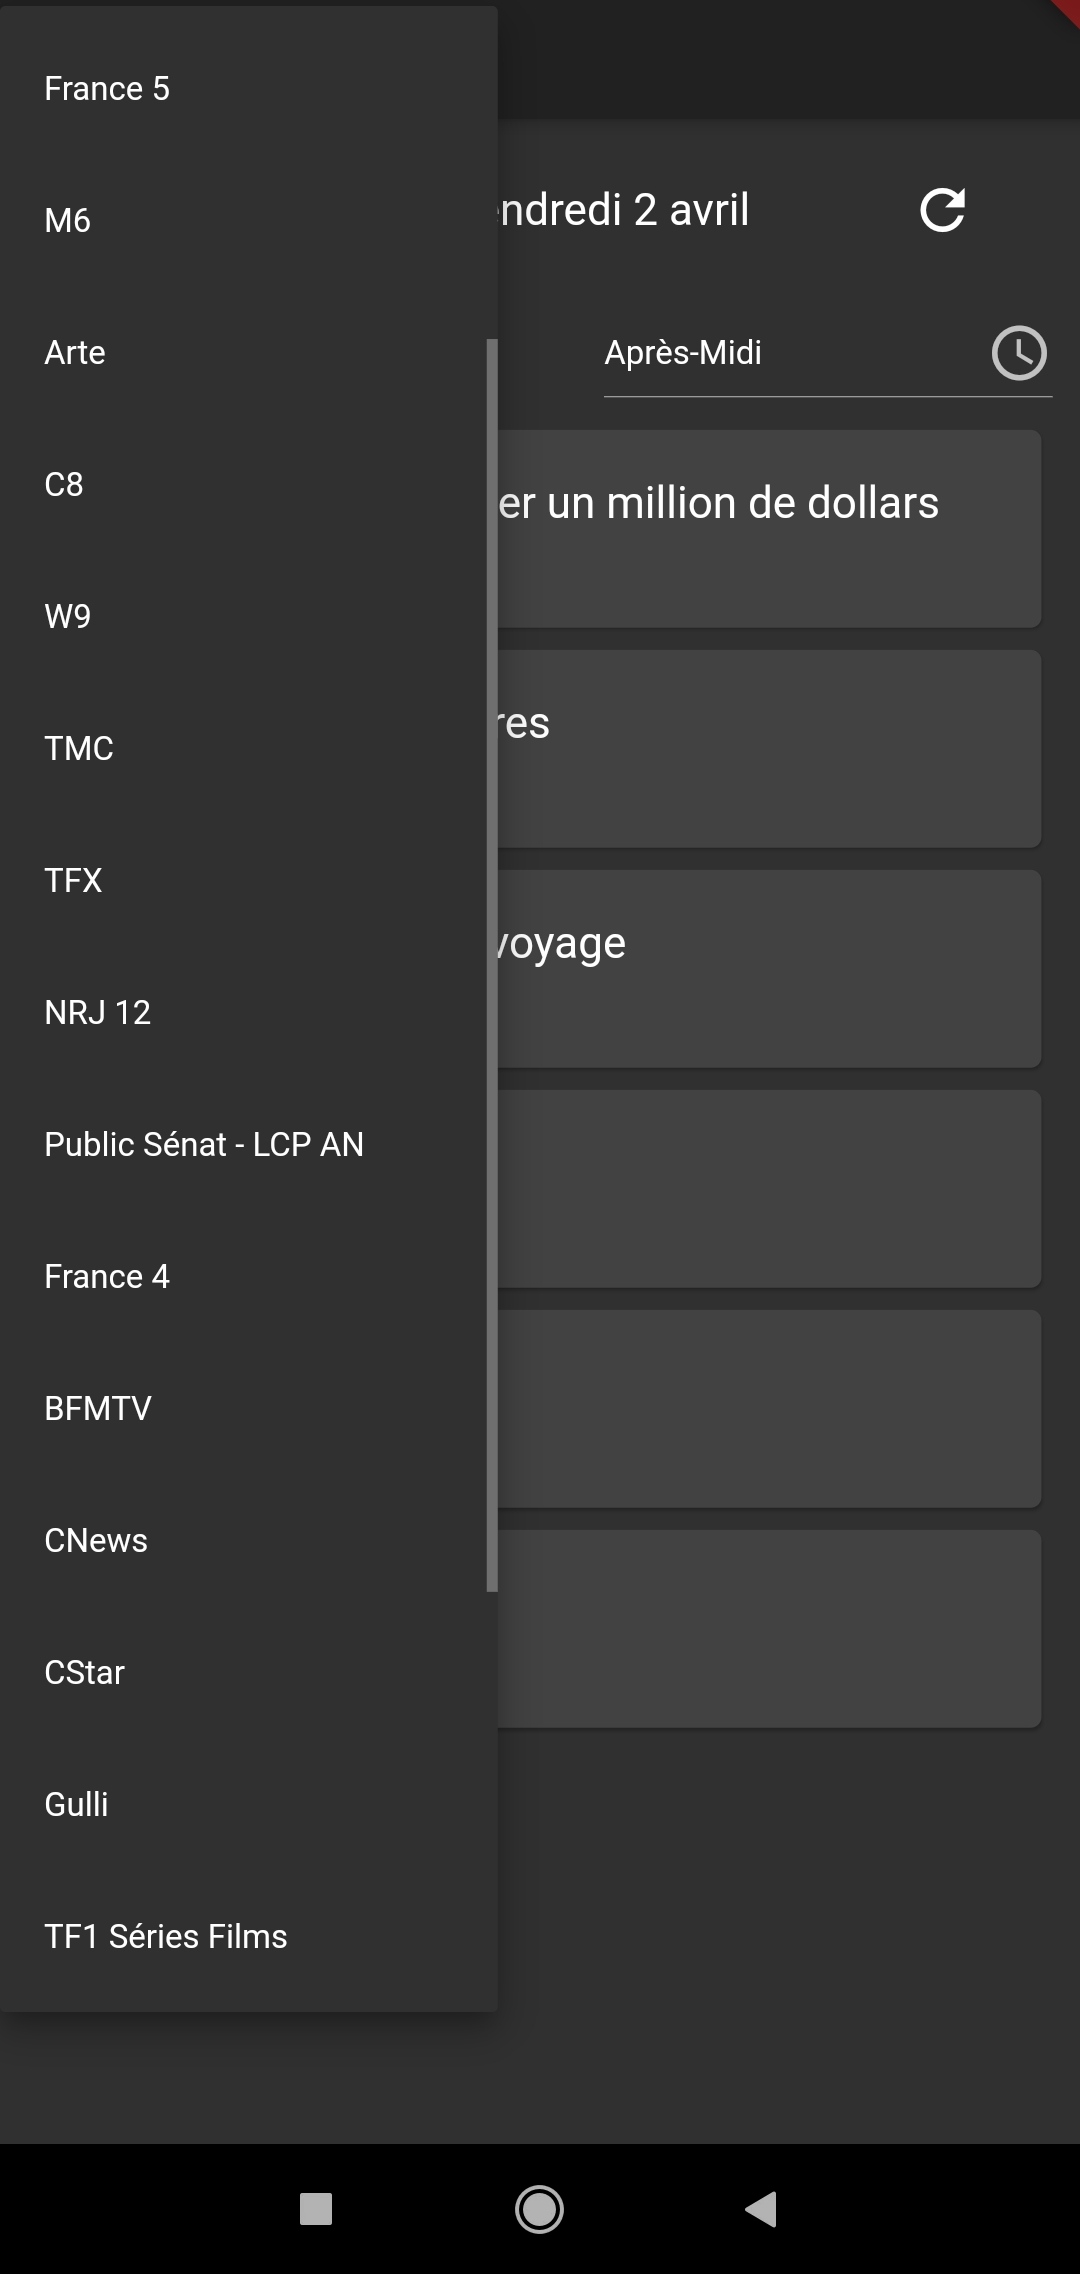 France 5
M6
endredi 2 avril
Arte
Après-Midi
C8
er un million de dollars
W9
TMC
res
TFX
voyage
NRJ 12
Public Sénat - LCP AN
France 4
BFMTV
CNews
CStar
Gulli
TF1 Séries Films